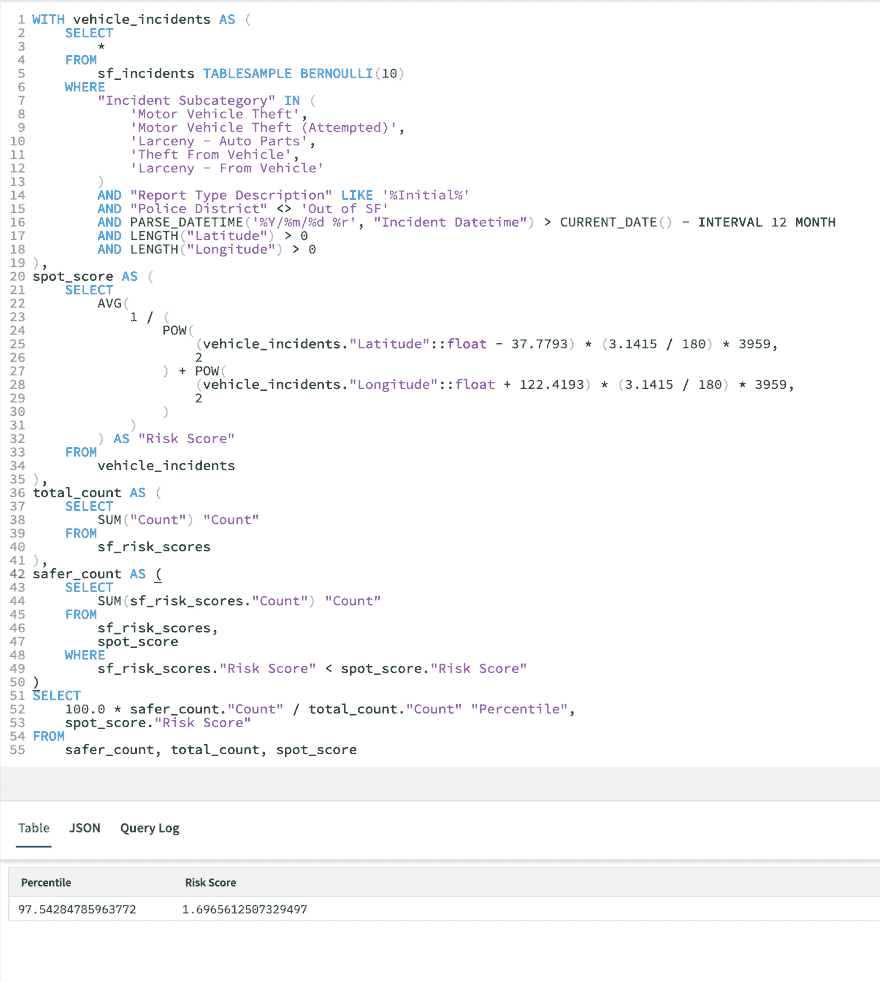 1 WITH vehicle_incidents AS (
2     SELECT
3         *
4     FROM
5         sf_incidents TABLESAMPLE BERNOULLI(10)
6     WHERE
7         "Incident Subcategory" IN (
8             'Motor Vehicle Theft',
9             'Motor Vehicle Theft (Attempted)',
10             'Larceny - Auto Parts',
11             'Theft From Vehicle',
12             'Larceny - From Vehicle'
13         )
14         AND "Report Type Description" LIKE '%Initial%'
15         AND "Police District" <> 'Out of SF'
16         AND PARSE_DATETIME('%Y/%m/%d %r', "Incident Datetime") > CURRENT_DATE() - INTERVAL 12 MONTH
17         AND LENGTH("Latitude") > 0
18         AND LENGTH("Longitude") > 0
19 ),
20 spot_score AS (
21     SELECT
22         AVG(
23             1 / (
24                 POW(
25                     (vehicle_incidents."Latitude"::float - 37.7793) * (3.1415 / 180) * 3959,
26                     2
27                 ) + POW(
28                     (vehicle_incidents."Longitude"::float + 122.4193) * (3.1415 / 180) * 3959,
29                     2
30                 )
31             )
32         ) AS "Risk Score"
33     FROM
34         vehicle_incidents
35 ),
36 total_count AS (
37     SELECT
38         SUM("Count") "Count"
39     FROM
40         sf_risk_scores
41 ),
42 safer_count AS (
43     SELECT
44         SUM(sf_risk_scores."Count") "Count"
45     FROM
46         sf_risk_scores,
47         spot_score
48     WHERE
49         sf_risk_scores."Risk Score" < spot_score."Risk Score"
50 )
51 SELECT
52     100.0 * safer_count."Count" / total_count."Count" "Percentile",
53     spot_score."Risk Score"
54 FROM
55     safer_count, total_count, spot_score
Table JSON Query Log
Percentile Risk Score
97.54284785963772 1.6965612507329497